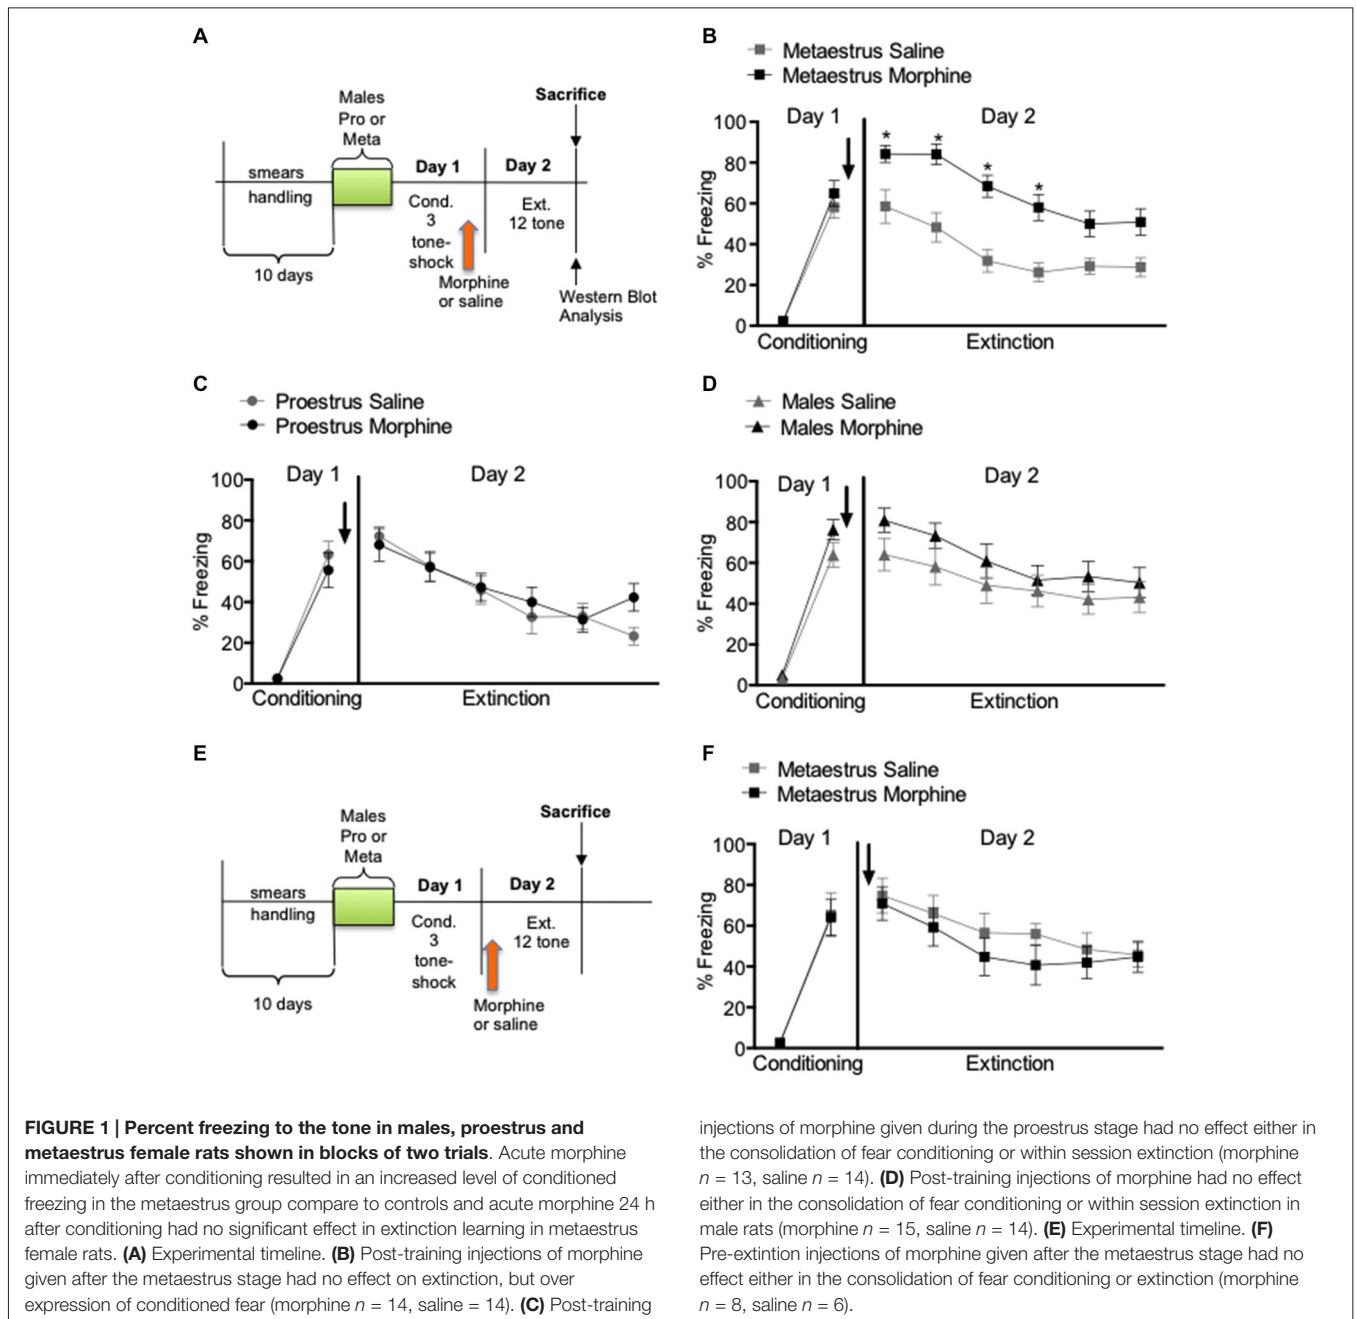 A
Males
Pro or
Meta
smears
handling
10 days
Day 1
Cond.
3
tone-
shock
Morphine
or saline
Day 2
Ext.
12 tone
Sacrifice
Western Blot
Analysis
B
Metaestrus Saline
Metaestrus Morphine
Day 1
Day 2
% Freezing
100
80
60
40
20
0
* * * *
Conditioning
Extinction
C
Proestrus Saline
Proestrus Morphine
Day 1
Day 2
% Freezing
100
80
60
40
20
0
Conditioning
Extinction
D
Males Saline
Males Morphine
Day 1
Day 2
% Freezing
100
80
60
40
20
0
Conditioning
Extinction
E
Males
Pro or
Meta
smears
handling
10 days
Day 1
Cond.
3
tone-
shock
Morphine
or saline
Day 2
Ext.
12 tone
Sacrifice
F
Metaestrus Saline
Metaestrus Morphine
Day 1
Day 2
% Freezing
100
80
60
40
20
0
Conditioning
Extinction
FIGURE 1 | Percent freezing to the tone in males, proestrus and
metaestrus female rats shown in blocks of two trials. Acute morphine
immediately after conditioning resulted in an increased level of conditioned
freezing in the metaestrus group compare to controls and acute morphine 24 h
after conditioning had no significant effect in extinction learning in metaestrus
female rats. (A) Experimental timeline. (B) Post-training injections of morphine
given after the metaestrus stage had no effect on extinction, but over
expression of conditioned fear (morphine n = 14, saline = 14). (C) Post-training
injections of morphine given during the proestrus stage had no effect either in
the consolidation of fear conditioning or within session extinction (morphine
n = 13, saline n = 14). (D) Post-training injections of morphine had no effect
either in the consolidation of fear conditioning or within session extinction in
male rats (morphine n = 15, saline n = 14). (E) Experimental timeline. (F)
Pre-extintion injections of morphine given after the metaestrus stage had no
effect either in the consolidation of fear conditioning or extinction (morphine
n = 8, saline n = 6).